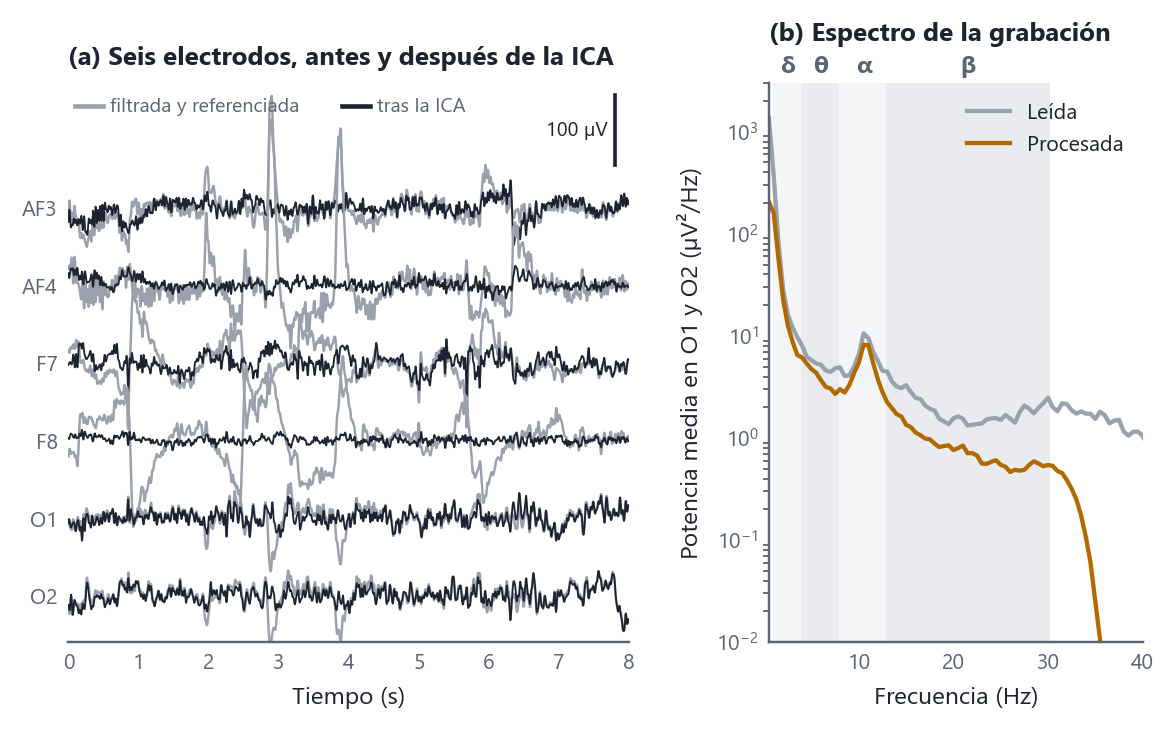 (a) Seis electrodos, antes y después de la ICA
filtrada y referenciada
tras la ICA
100 µV
AF3
AF4
F7
F8
O1
O2
0 1 2 3 4 5 6 7 8
Tiempo (s)
(b) Espectro de la grabación
δ θ α β
Leída
Procesada
Potencia media en O1 y O2 (µV²/Hz)
10³
10²
10¹
10⁰
10⁻¹
10⁻²
10 20 30 40
Frecuencia (Hz)